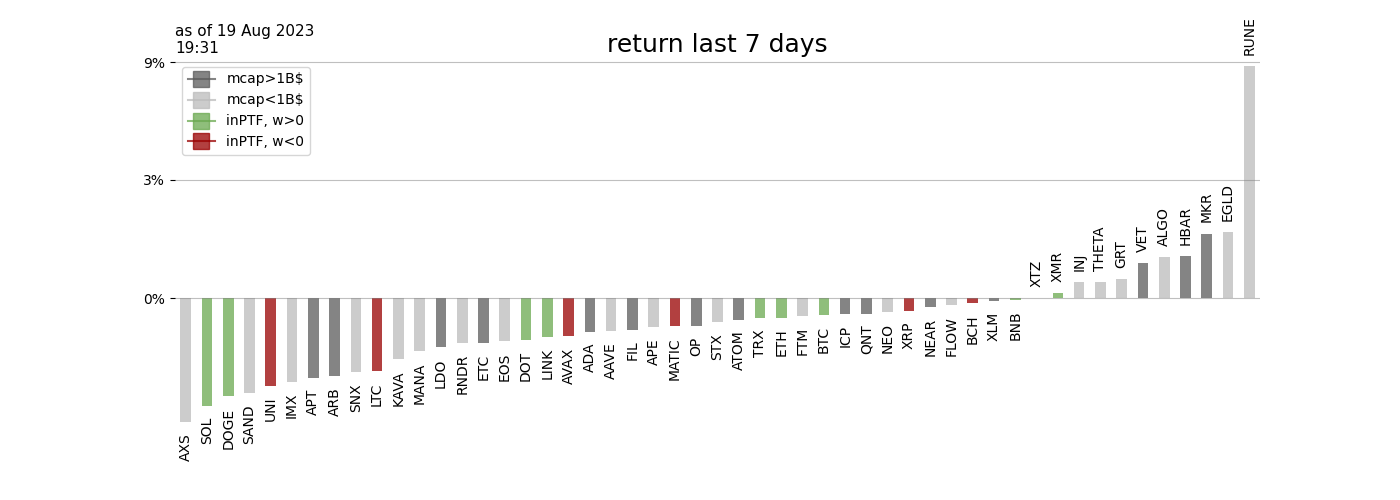 as of 19 Aug 2023
19:31
return last 7 days
RUNE
9%
mcap>1B$
mcap<1B$
inPTF, w>0
inPTF, w<0
3%
0%
AXS
SOL
DOGE
SAND
UNI
IMX
APT
ARB
SNX
LTC
KAVA
MANA
LDO
RNDR
ETC
EOS
DOT
LINK
AVAX
ADA
AAVE
FIL
APE
MATIC
OP
STX
ATOM
TRX
ETH
FTM
BTC
ICP
QNT
NEO
XRP
NEAR
FLOW
BCH
XLM
BNB
XTZ
XMR
INJ
THETA
GRT
VET
ALGO
HBAR
MKR
EGLD